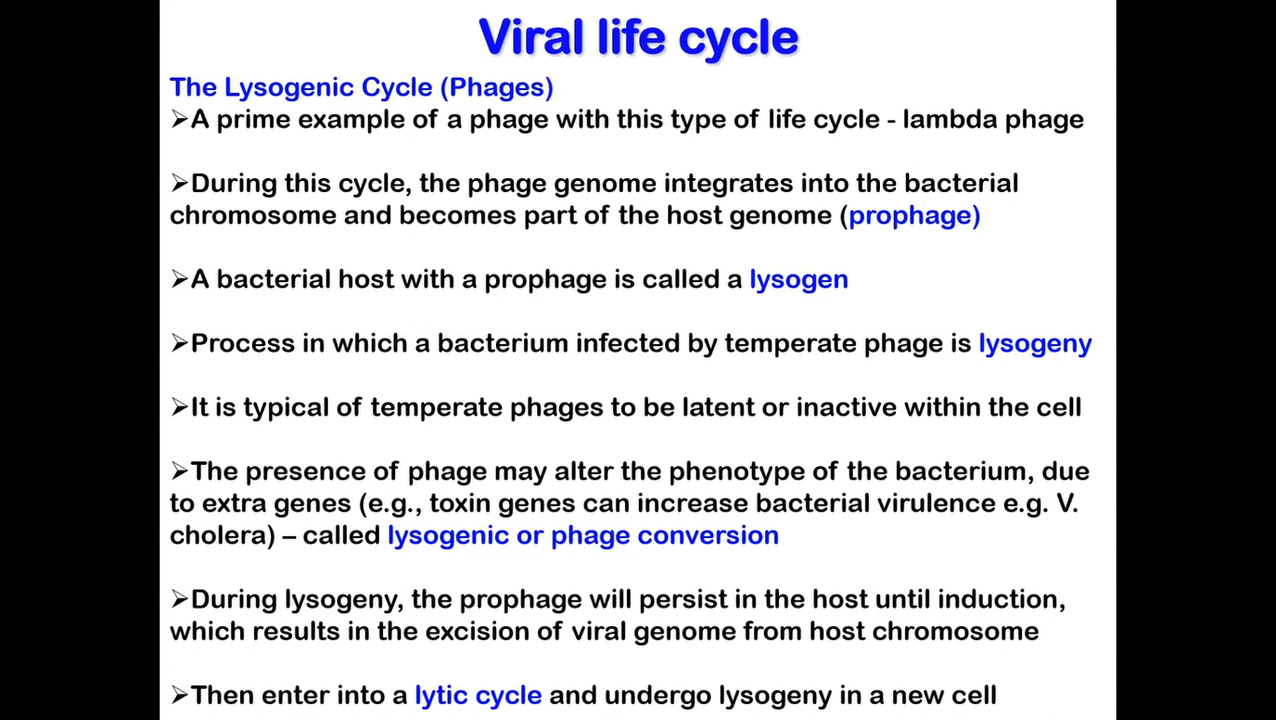 Viral life cycle
The Lysogenic Cycle (Phages)
➢A prime example of a phage with this type of life cycle - lambda phage
➢During this cycle, the phage genome integrates into the bacterial
chromosome and becomes part of the host genome (prophage)
➢A bacterial host with a prophage is called a lysogen
➢Process in which a bacterium infected by temperate phage is lysogeny
➢It is typical of temperate phages to be latent or inactive within the cell
➢The presence of phage may alter the phenotype of the bacterium, due
to extra genes (e.g., toxin genes can increase bacterial virulence e.g. V.
cholera) – called lysogenic or phage conversion
➢During lysogeny, the prophage will persist in the host until induction,
which results in the excision of viral genome from host chromosome
➢Then enter into a lytic cycle and undergo lysogeny in a new cell